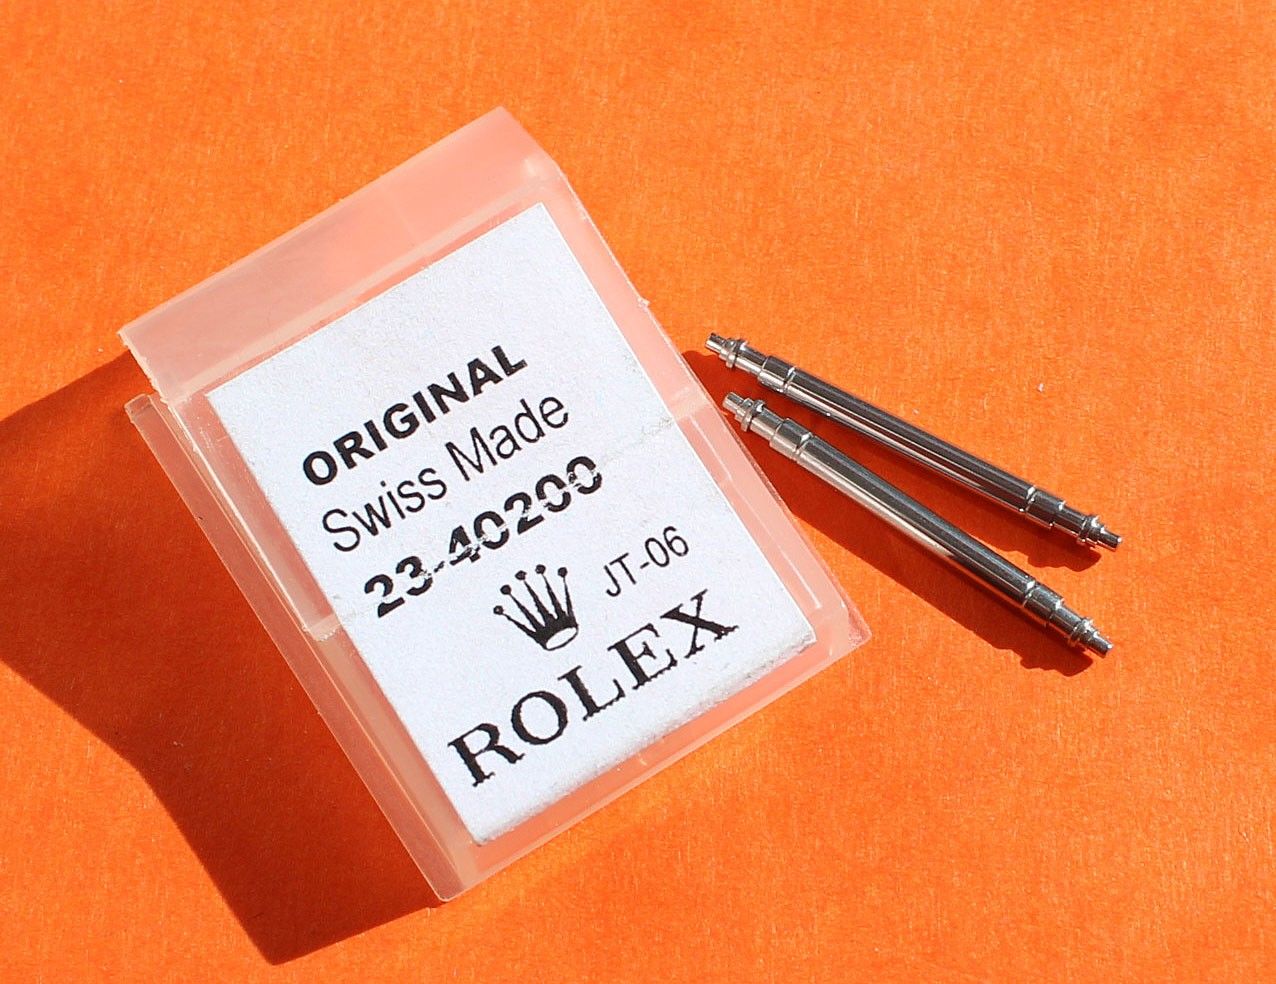 ORIGINAL
Swiss Made
23-40200
JT-06
ROLEX